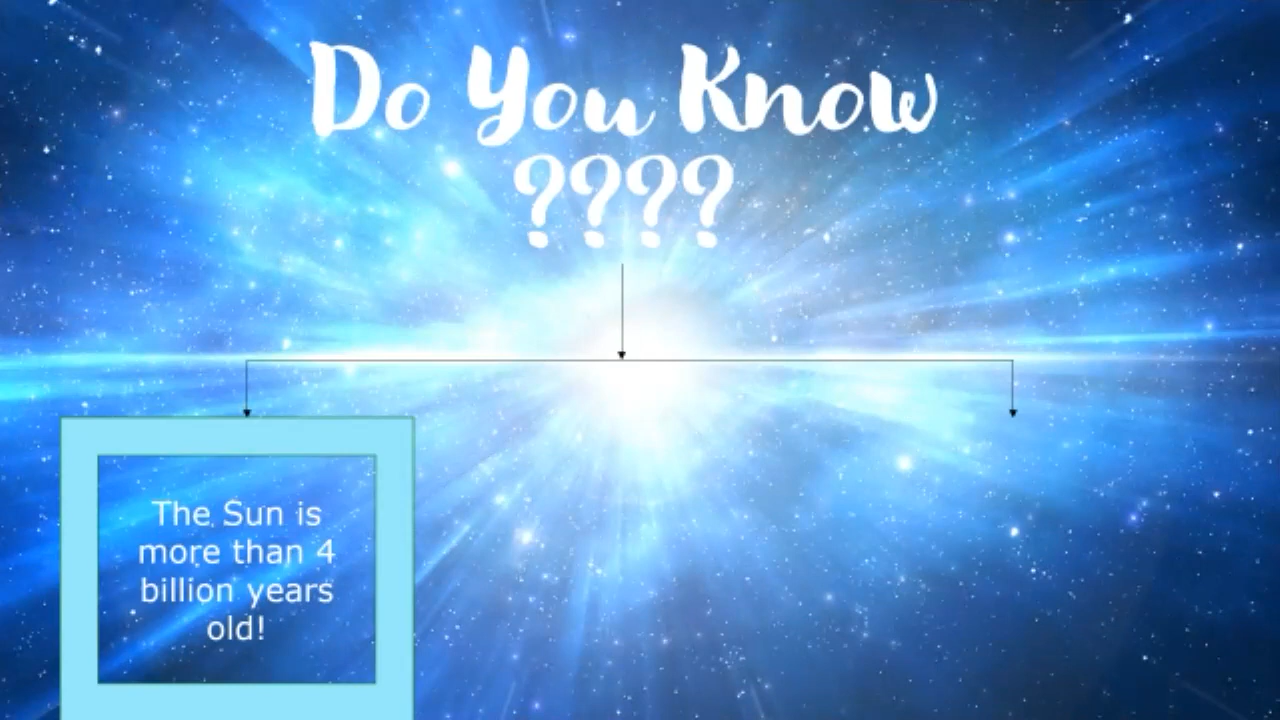 Do You Know
????
The Sun is
more than 4
billion years
old!